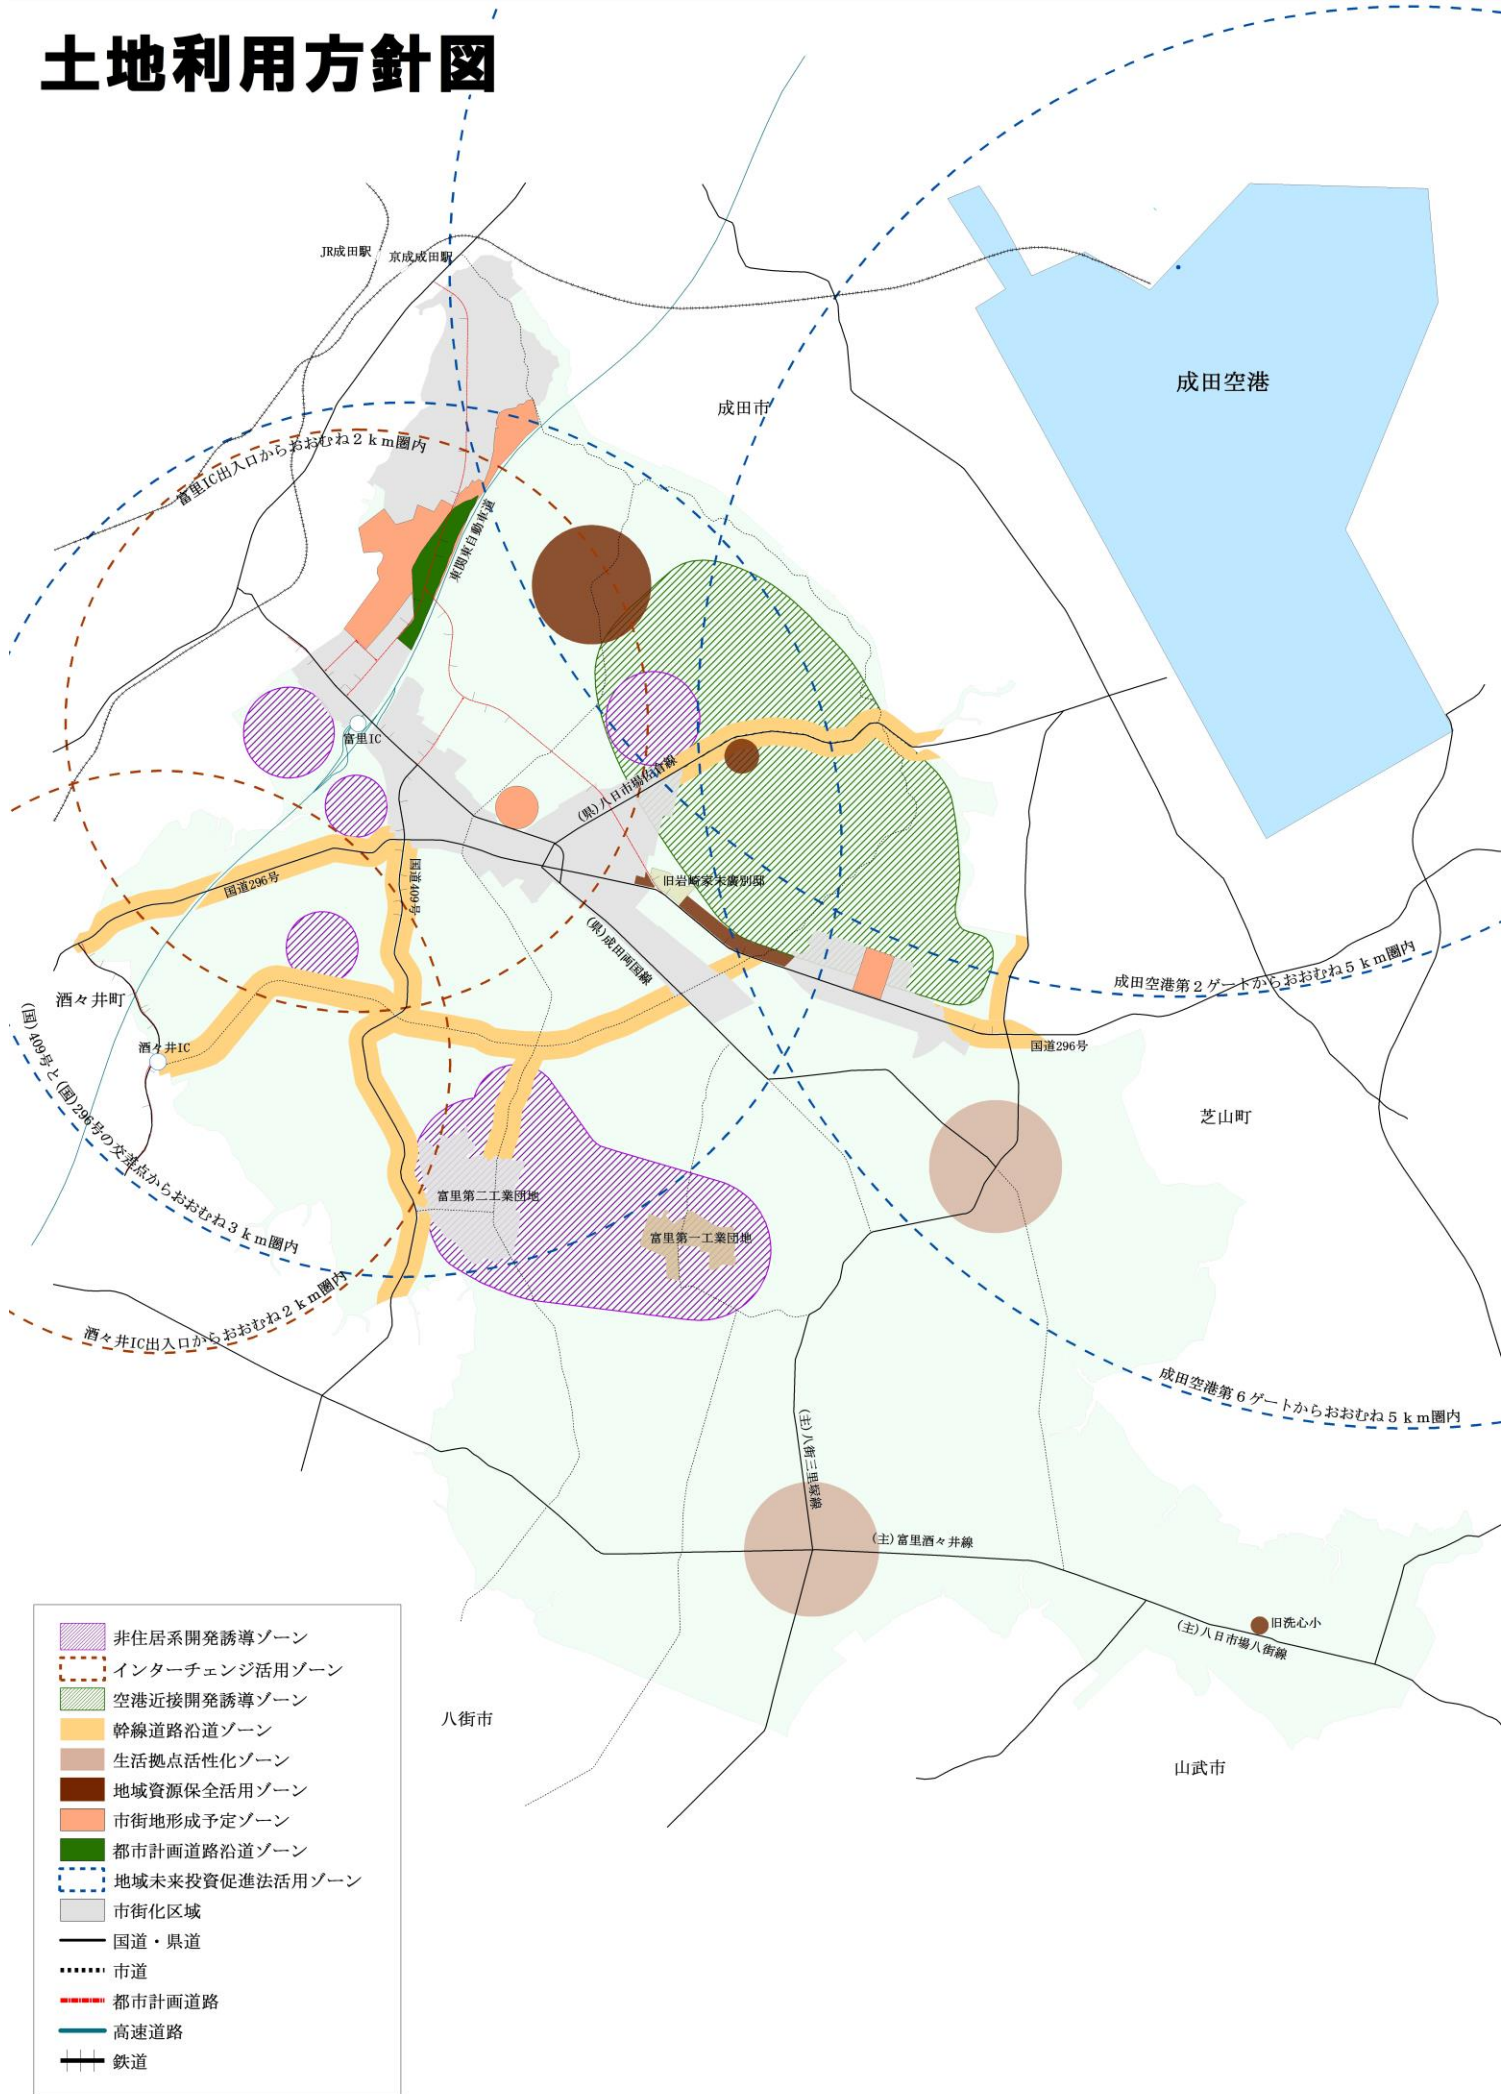 土地利用方針図
JR成田駅
京成成田駅
成田空港
成田市
富里IC出入口からおおむね2km圏内
東関東自動車道
富里IC
(県)八日市場佐倉線
国道296号
国道409号
旧岩崎家末廣別邸
(県)成田両国線
成田空港第2ゲートからおおむね5km圏内
酒々井町
酒々井IC
国道296号
(国)409号と(国)296号の交差点からおおむね3km圏内
芝山町
富里第二工業団地
富里第一工業団地
酒々井IC出入口からおおむね2km圏内
成田空港第6ゲートからおおむね5km圏内
(主)八街三里塚線
(主)富里酒々井線
旧洗心小
(主)八日市場八街線
八街市
山武市
非住居系開発誘導ゾーン
インターチェンジ活用ゾーン
空港近接開発誘導ゾーン
幹線道路沿道ゾーン
生活拠点活性化ゾーン
地域資源保全活用ゾーン
市街地形成予定ゾーン
都市計画道路沿道ゾーン
地域未来投資促進法活用ゾーン
市街化区域
国道・県道
市道
都市計画道路
高速道路
鉄道